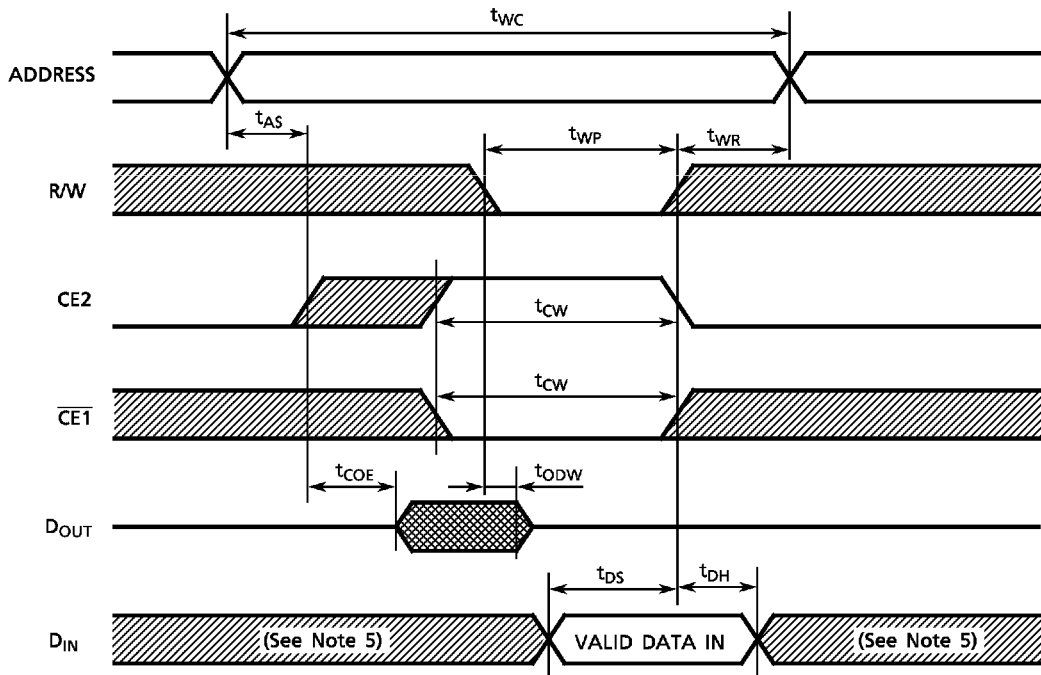 tWC
ADDRESS
tAS
tWP
tWR
R/W
CE2
tCW
tCW
CE1
tCOE
tODW
DOUT
tDS
tDH
DIN
(See Note 5)
VALID DATA IN
(See Note 5)